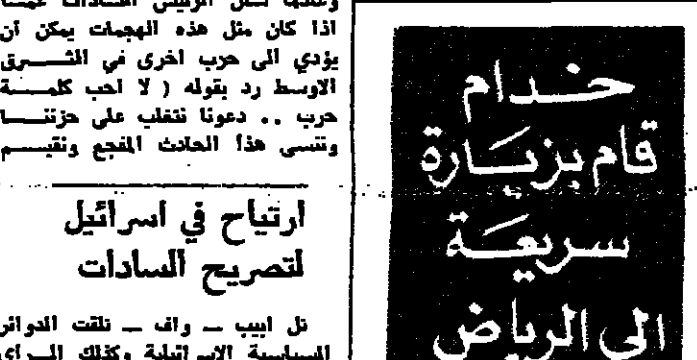 خدام
قام بزيارة
سريعة
الى الرياض
وعندما سئل الرئيس السادات عما
اذا كان مثل هذه الهجمات يمكن أن
يؤدي الى حرب اخرى في الشرق
الاوسط رد بقوله ( لا احب كلمة
حرب .. دعونا نتغلب على حزننا
وننسى هذا الحادث المفجع ونقيم
ارتياح في اسرائيل
لتصريح السادات
تل ابيب — واف — تلقت الدوائر
السياسية الاسرائيلية وكذلك الراي